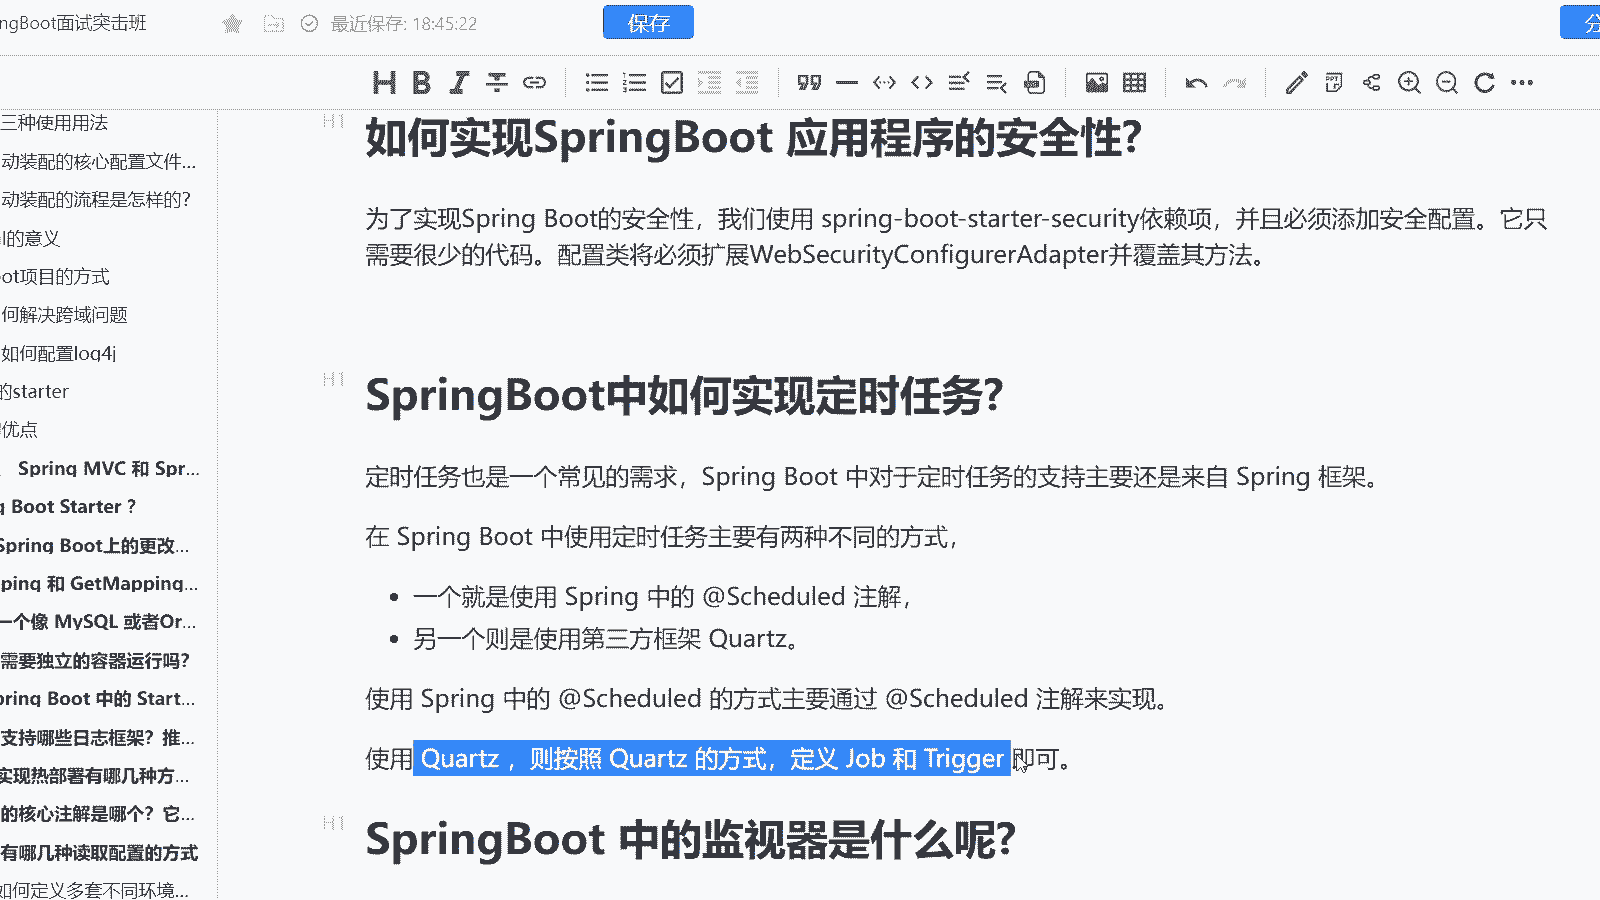 ngBoot面试突击班
最近保存: 18:45:22
保存
分
三种使用用法
动装配的核心配置文件...
动装配的流程是怎样的？
的意义
ot项目的方式
何解决跨域问题
如何配置log4j
的starter
优点
Spring MVC 和 Spr...
g Boot Starter ?
Spring Boot上的更改...
ping 和 GetMapping...
一个像 MySQL 或者Or...
需要独立的容器运行吗？
pring Boot 中的 Start...
支持哪些日志框架？推...
实现热部署有哪几种方...
的核心注解是哪个？它...
有哪几种读取配置的方式
如何定义多套不同环境...
H1
如何实现SpringBoot 应用程序的安全性?
为了实现Spring Boot的安全性，我们使用 spring-boot-starter-security依赖项，并且必须添加安全配置。它只
需要很少的代码。配置类将必须扩展WebSecurityConfigurerAdapter并覆盖其方法。
H1
SpringBoot中如何实现定时任务?
定时任务也是一个常见的需求，Spring Boot 中对于定时任务的支持主要还是来自 Spring 框架。
在 Spring Boot 中使用定时任务主要有两种不同的方式，
• 一个就是使用 Spring 中的 @Scheduled 注解，
• 另一个则是使用第三方框架 Quartz。
使用 Spring 中的 @Scheduled 的方式主要通过 @Scheduled 注解来实现。
使用 Quartz ，则按照 Quartz 的方式，定义 Job 和 Trigger 即可。
H1
SpringBoot 中的监视器是什么呢?